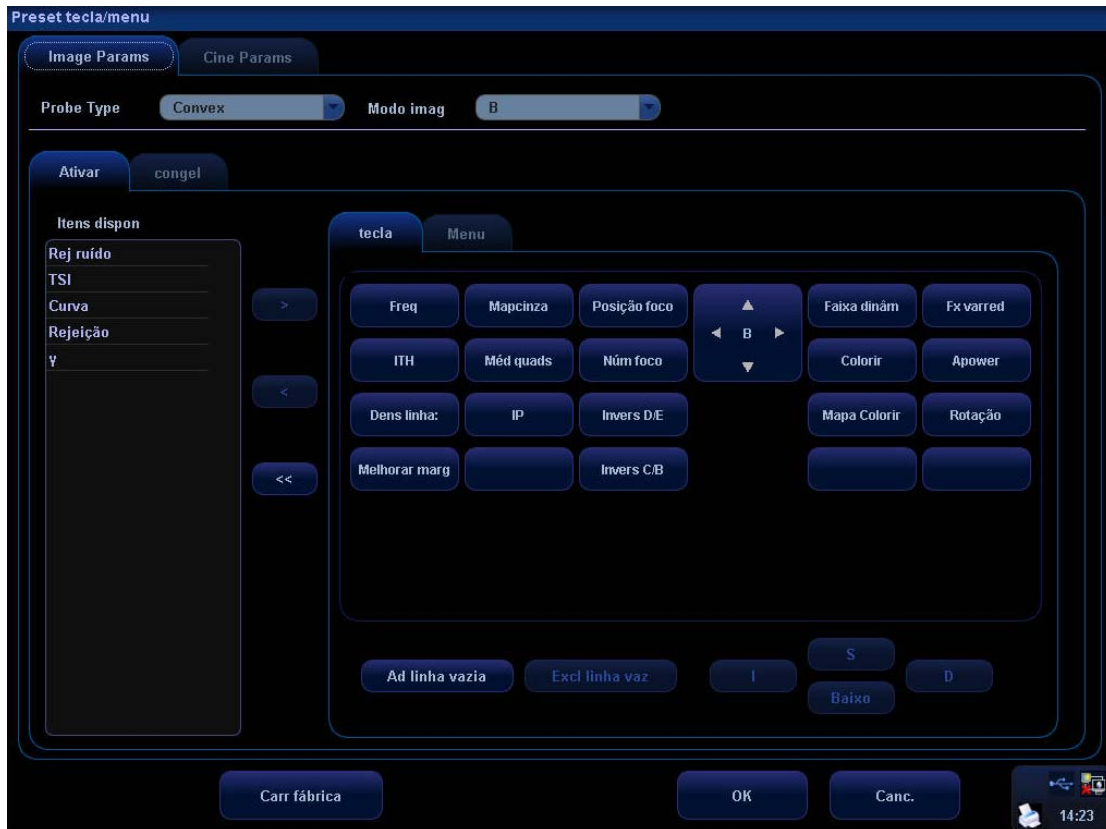 Preset tecla/menu
Image Params Cine Params
Probe Type Convex Modo imag B
Ativar congel
Itens dispon
Rej ruído
TSI
Curva
Rejeição
γ
>
<
<<
tecla Menu
Freq Mapcinza Posição foco B Faixa dinâm Fx varred
ITH Méd quads Núm foco Colorir Apower
Dens linha: IP Invers D/E Mapa Colorir Rotação
Melhorar marg Invers C/B
Ad linha vazia Excl linha vaz I S D
Baixo
Carr fábrica OK Canc.
14:23